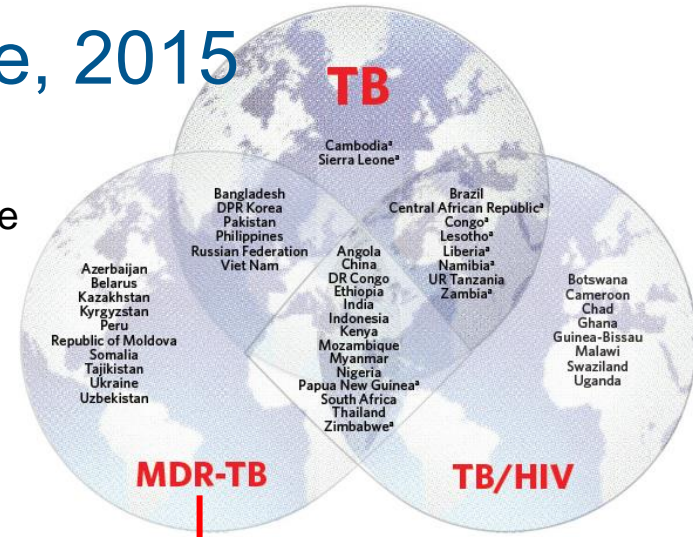 e, 2015
e
TB
Cambodiaª
Sierra Leoneª
Bangladesh
DPR Korea
Pakistan
Philippines
Russian Federation
Viet Nam
Brazil
Central African Republicª
Congoª
Lesothoª
Liberiaª
Namibiaª
UR Tanzania
Zambiaª
Azerbaijan
Belarus
Kazakhstan
Kyrgyzstan
Peru
Republic of Moldova
Somalia
Tajikistan
Ukraine
Uzbekistan
Angola
China
DR Congo
Ethiopia
India
Indonesia
Kenya
Mozambique
Myanmar
Nigeria
Papua New Guineaª
South Africa
Thailand
Zimbabweª
Botswana
Cameroon
Chad
Ghana
Guinea-Bissau
Malawi
Swaziland
Uganda
MDR-TB
TB/HIV